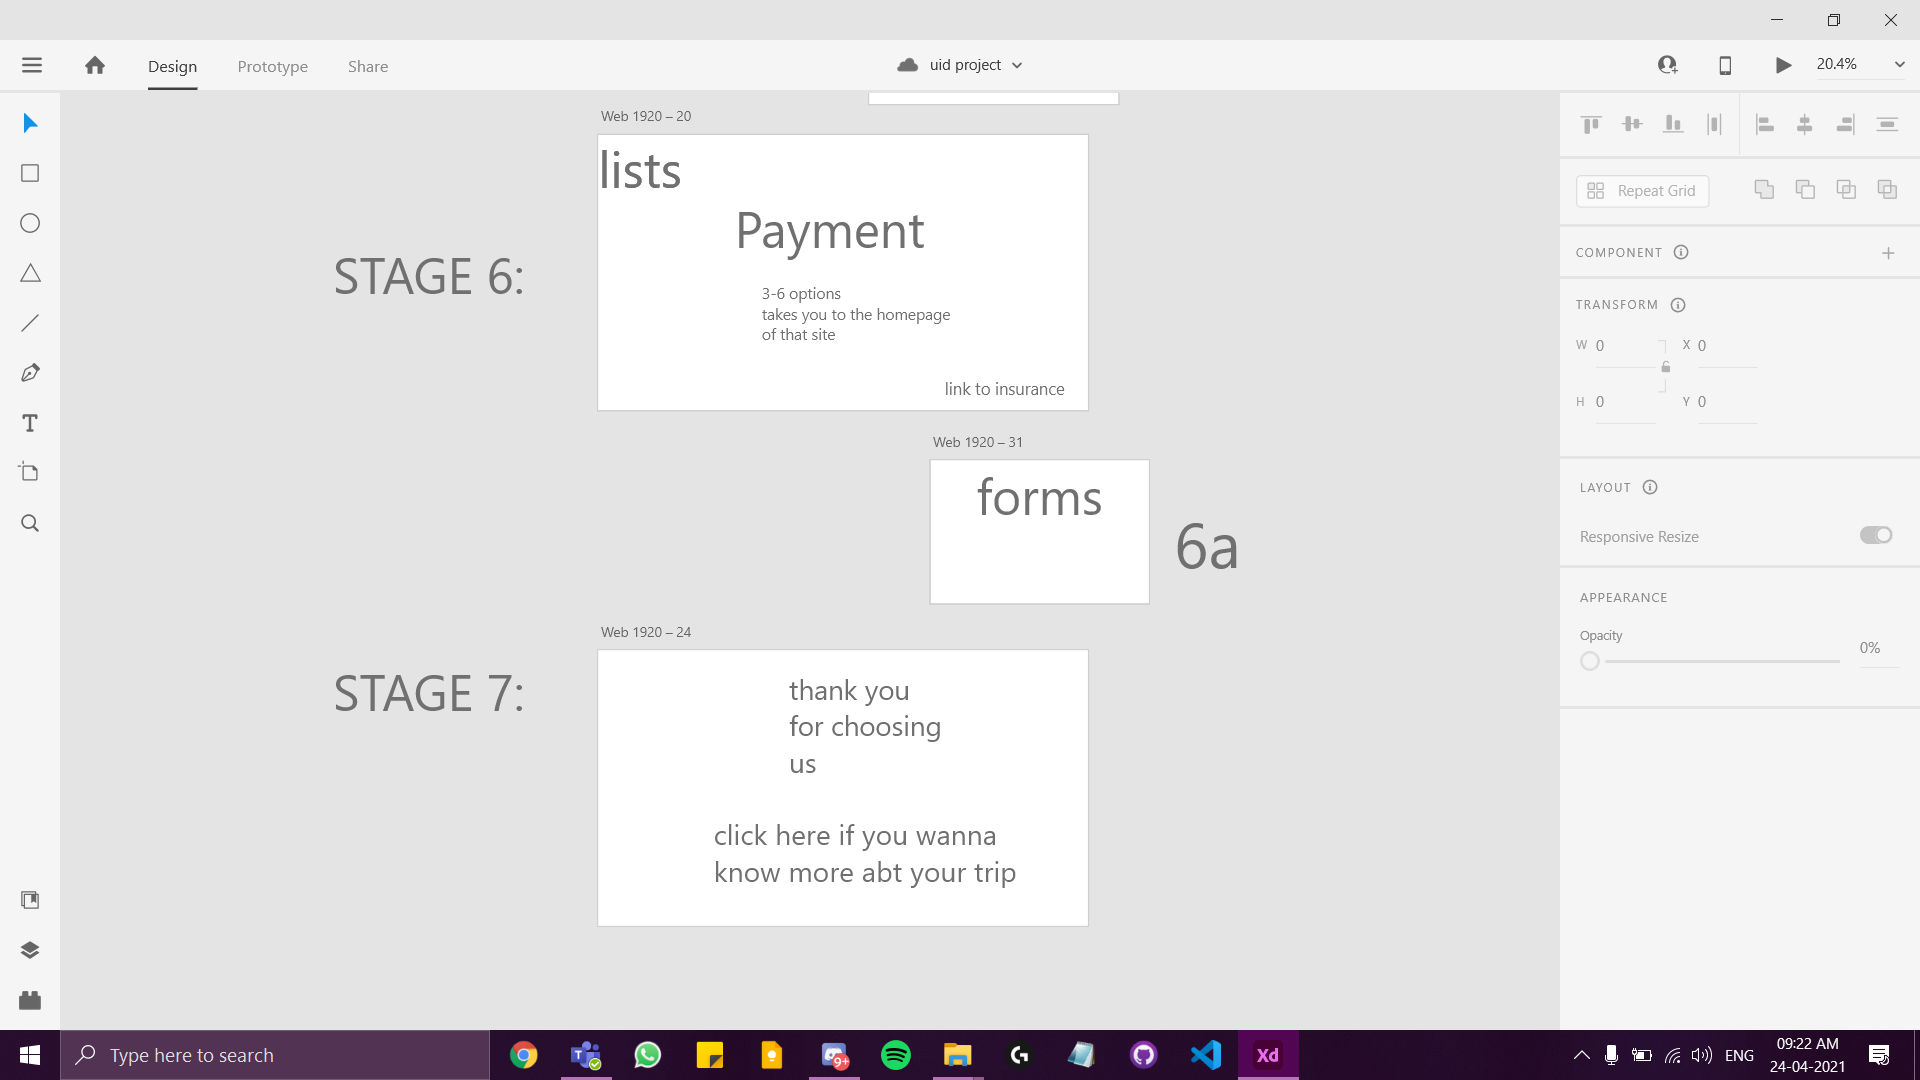 Design
Prototype
Share
uid project
20.4%
Web 1920 – 20
lists
Payment
STAGE 6:
3-6 options
takes you to the homepage
of that site
link to insurance
Web 1920 – 31
forms
6a
Web 1920 – 24
STAGE 7:
thank you
for choosing
us
click here if you wanna
know more abt your trip
Repeat Grid
COMPONENT
TRANSFORM
W 0 X 0
H 0 Y 0
LAYOUT
Responsive Resize
APPEARANCE
Opacity
0%
Type here to search
9+
Xd
ENG
09:22 AM
24-04-2021